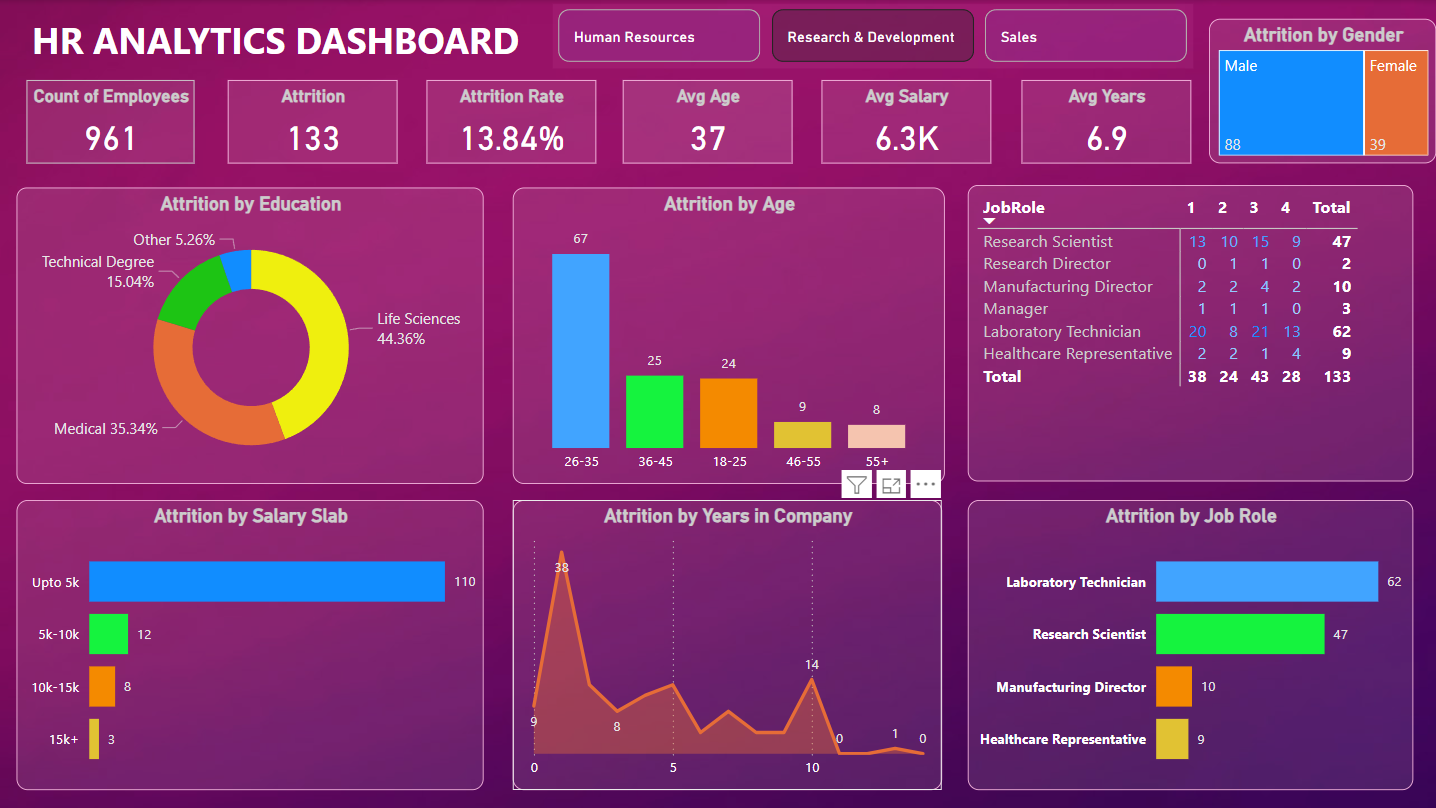 HR ANALYTICS DASHBOARD
Human Resources
Research & Development
Sales
Count of Employees
961
Attrition
133
Attrition Rate
13.84%
Avg Age
37
Avg Salary
6.3K
Avg Years
6.9
Attrition by Gender
Male
Female
88
39
Attrition by Education
Other 5.26%
Technical Degree
15.04%
Life Sciences
44.36%
Medical 35.34%
Attrition by Age
67
25
24
9
8
26-35
36-45
18-25
46-55
55+
JobRole 1 2 3 4 Total
Research Scientist 13 10 15 9 47
Research Director 0 1 1 0 2
Manufacturing Director 2 2 4 2 10
Manager 1 1 1 0 3
Laboratory Technician 20 8 21 13 62
Healthcare Representative 2 2 1 4 9
Total 38 24 43 28 133
Attrition by Salary Slab
Upto 5k 110
5k-10k 12
10k-15k 8
15k+ 3
Attrition by Years in Company
38
14
9
8
0
1
0
0 5 10
Attrition by Job Role
Laboratory Technician 62
Research Scientist 47
Manufacturing Director 10
Healthcare Representative 9